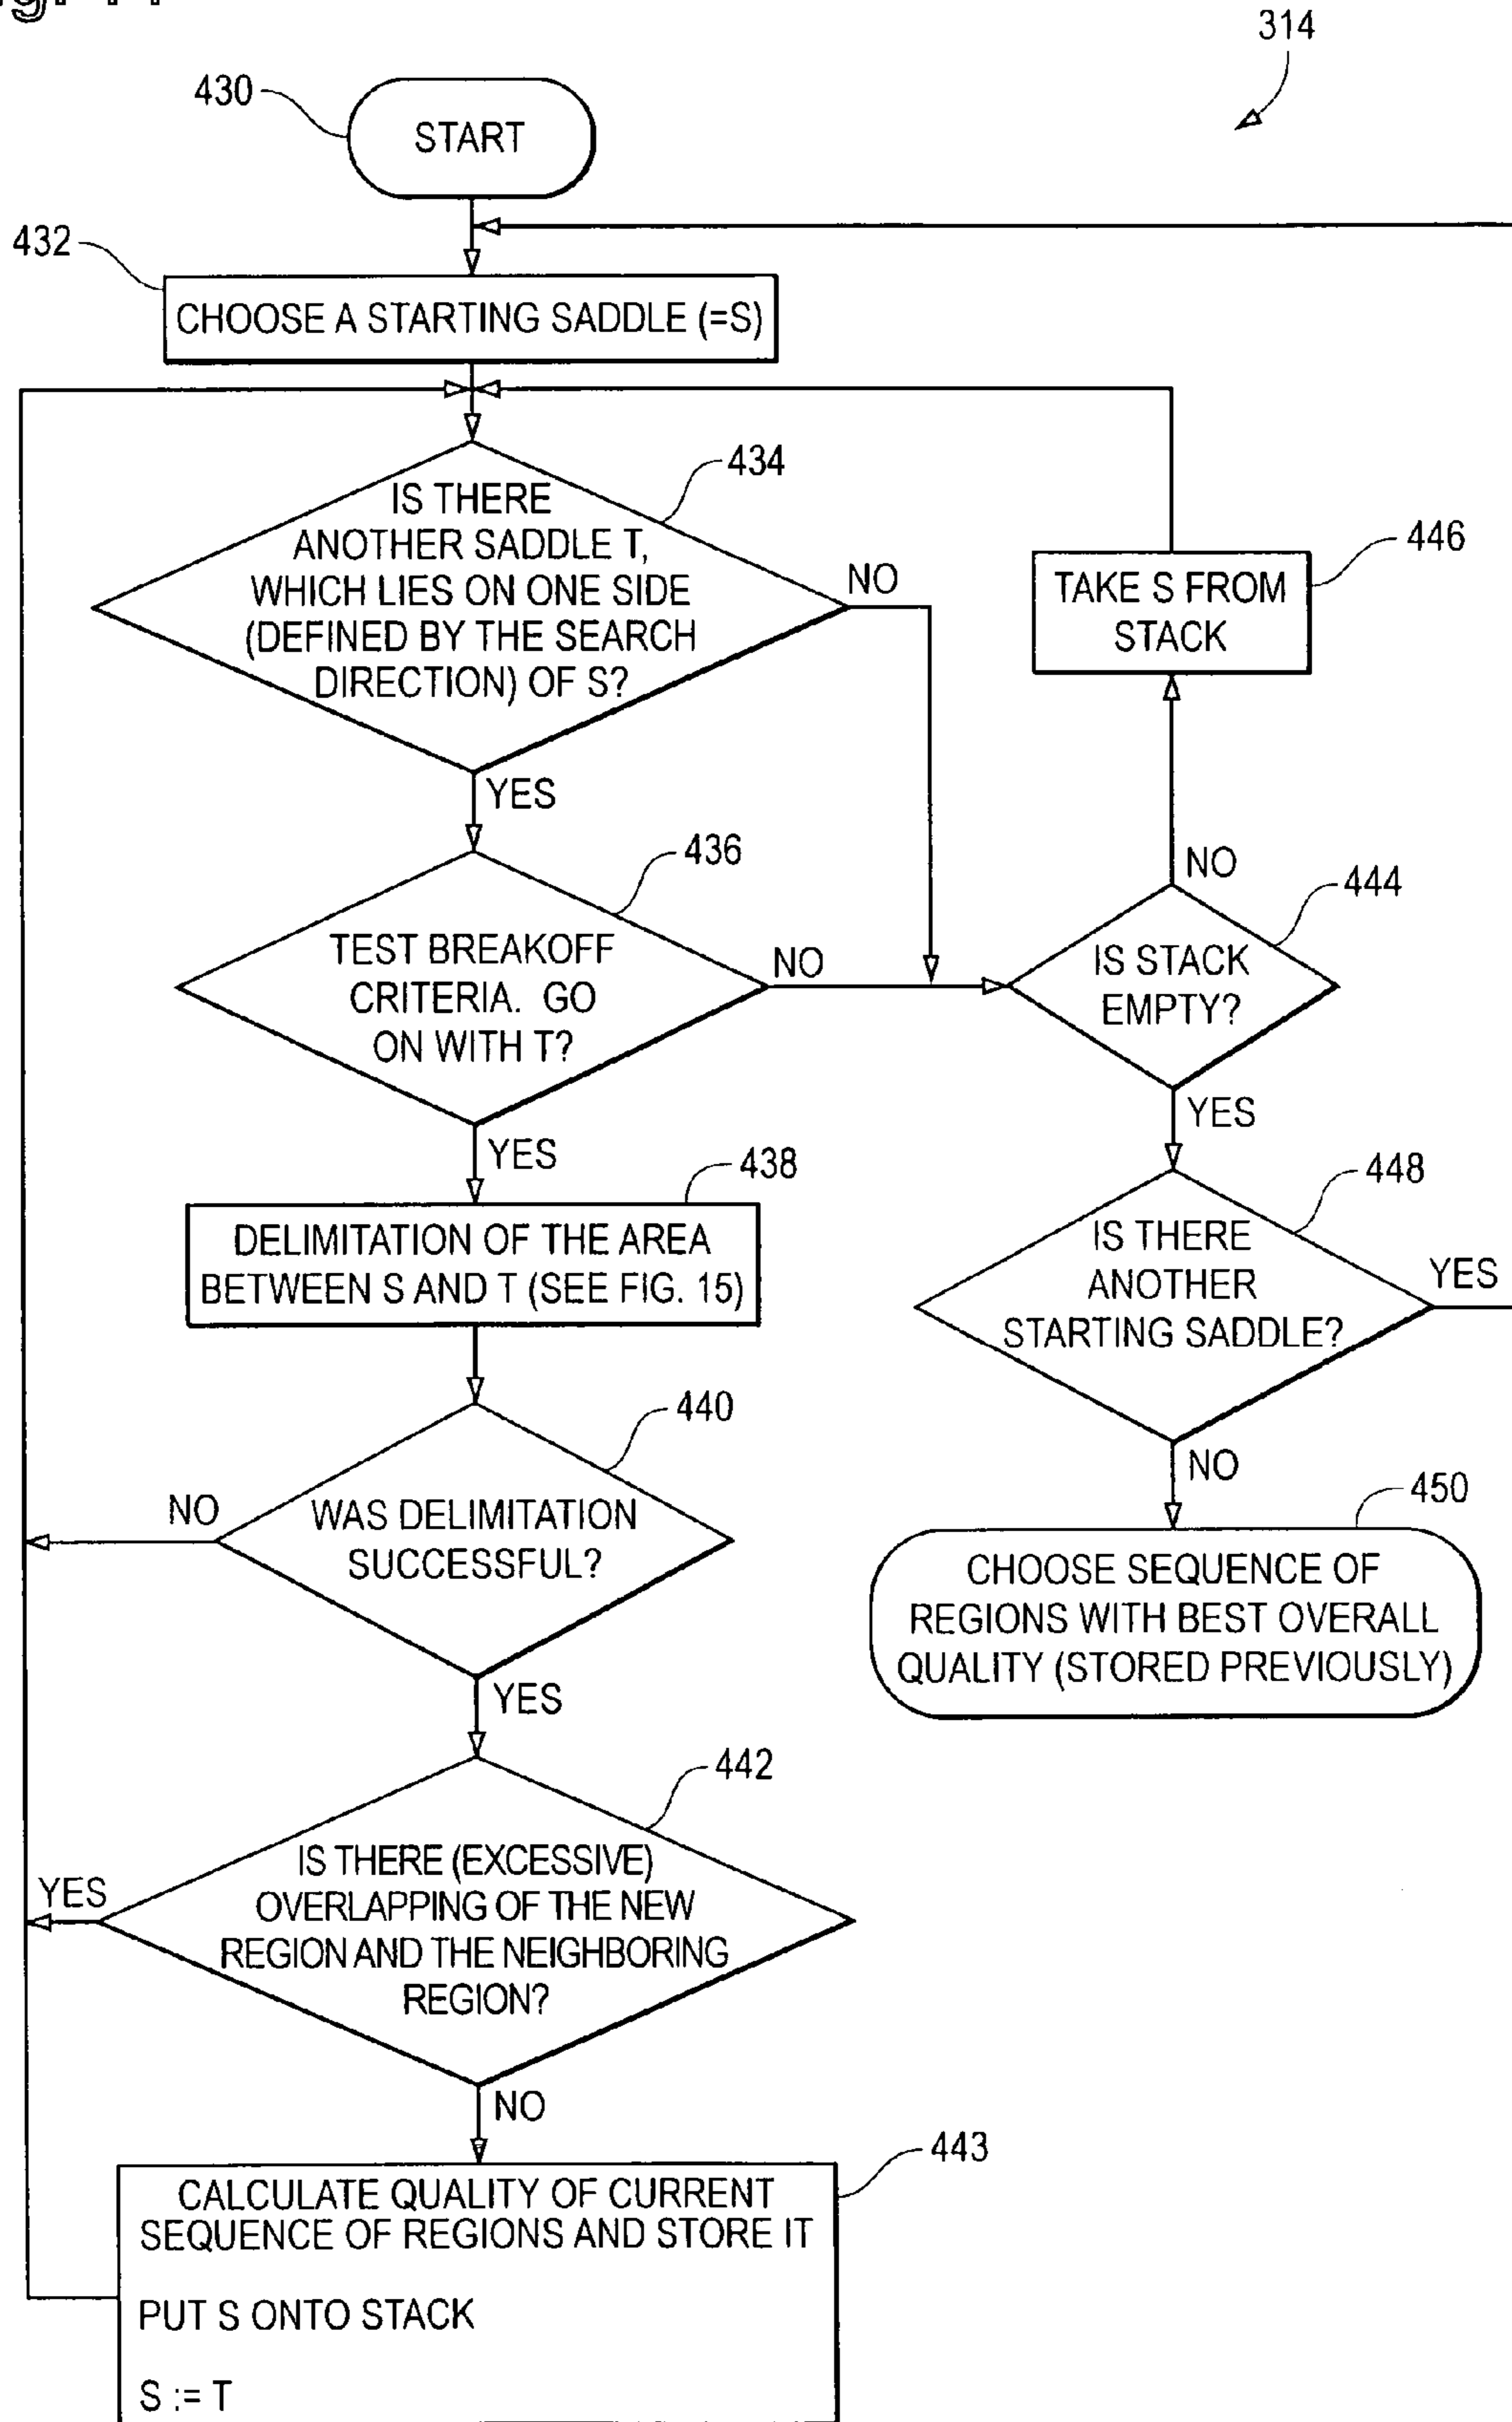 314
430
START
432
CHOOSE A STARTING SADDLE (=S)
434
IS THERE
ANOTHER SADDLE T,
WHICH LIES ON ONE SIDE
(DEFINED BY THE SEARCH
DIRECTION) OF S?
NO
YES
446
TAKE S FROM
STACK
436
TEST BREAKOFF
CRITERIA. GO
ON WITH T?
NO
YES
NO
444
IS STACK
EMPTY?
YES
438
DELIMITATION OF THE AREA
BETWEEN S AND T (SEE FIG. 15)
448
IS THERE
ANOTHER
STARTING SADDLE?
YES
NO
440
WAS DELIMITATION
SUCCESSFUL?
NO
YES
450
CHOOSE SEQUENCE OF
REGIONS WITH BEST OVERALL
QUALITY (STORED PREVIOUSLY)
442
IS THERE (EXCESSIVE)
OVERLAPPING OF THE NEW
REGION AND THE NEIGHBORING
REGION?
YES
NO
443
CALCULATE QUALITY OF CURRENT
SEQUENCE OF REGIONS AND STORE IT
PUT S ONTO STACK
S := T